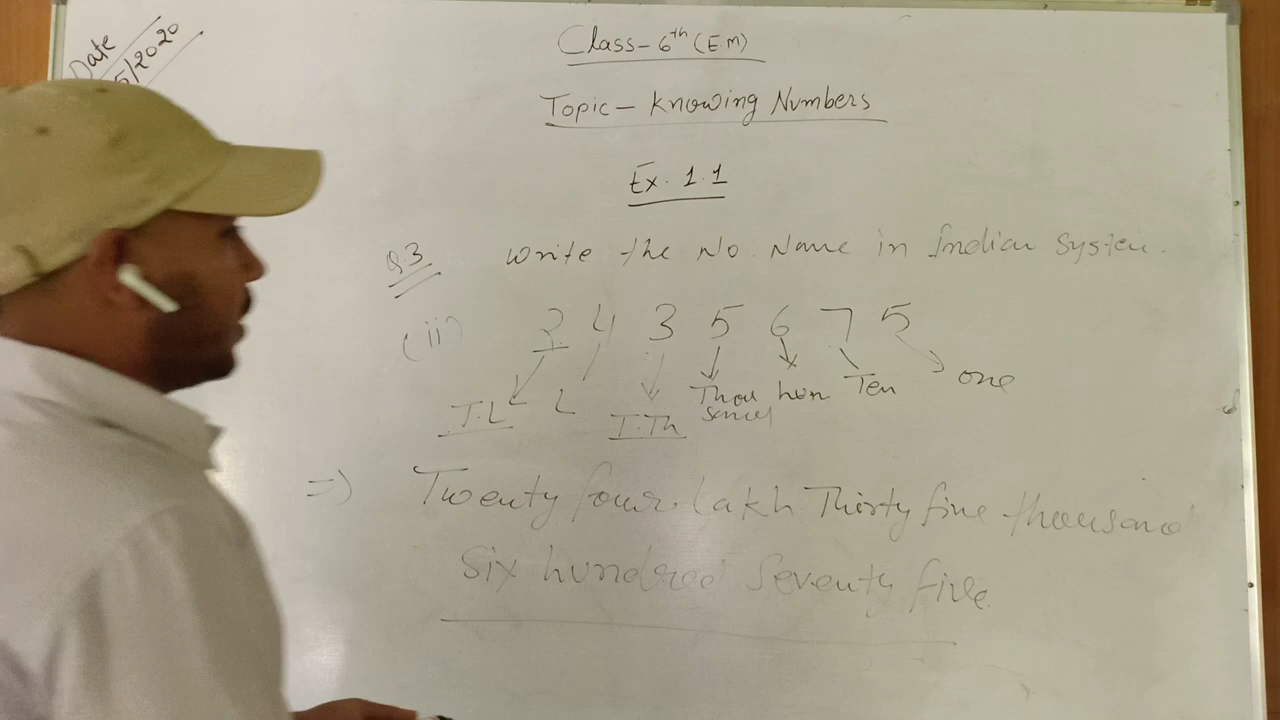 Date
5/2020
Class-6th (E.M)
Topic- Knowing Numbers
Ex. 1.1
Q3 Write the No. Name in Indian System.
(ii) 2 4 3 5 6 7 5
T.L L T.Th Thousand hun Ten one
=) Twenty four Lakh Thirty five thousand
Six hundred Seventy five